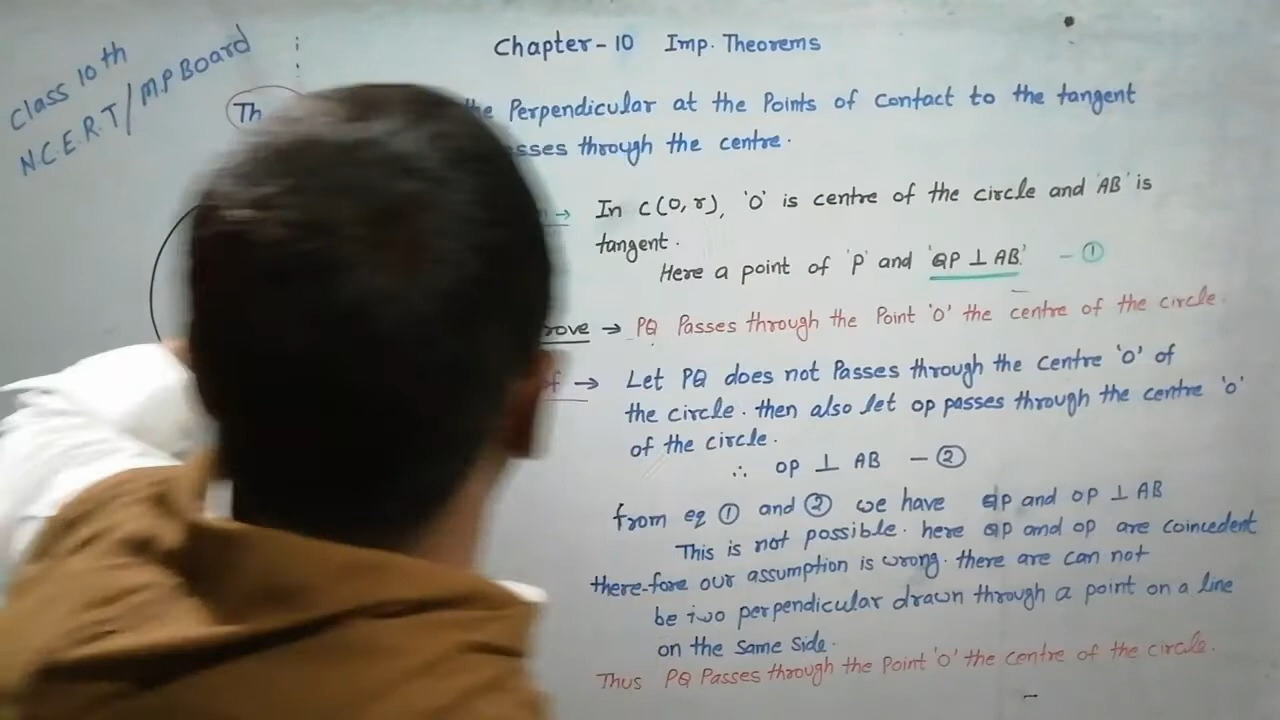 Class 10th
N.C.E.R.T/M.P Board
Chapter-10 Imp. Theorems
Th
Perpendicular at the Points of Contact to the tangent
through the centre.
In C(O,r), 'O' is centre of the circle and 'AB' is
tangent.
Here a point of 'P' and 'QP ⊥ AB' - ①
→ PQ Passes through the Point 'O' the centre of the circle.
→ Let PQ does not Passes through the Centre 'O' of
the circle. then also let OP passes through the centre 'O'
of the circle.
∴ OP ⊥ AB - ②
from eq ① and ② we have QP and OP ⊥ AB
This is not possible. here QP and OP are coincedent
there-fore our assumption is wrong. there are can not
be two perpendicular drawn through a point on a line
on the same side.
Thus PQ Passes through the Point 'O' the centre of the circle.